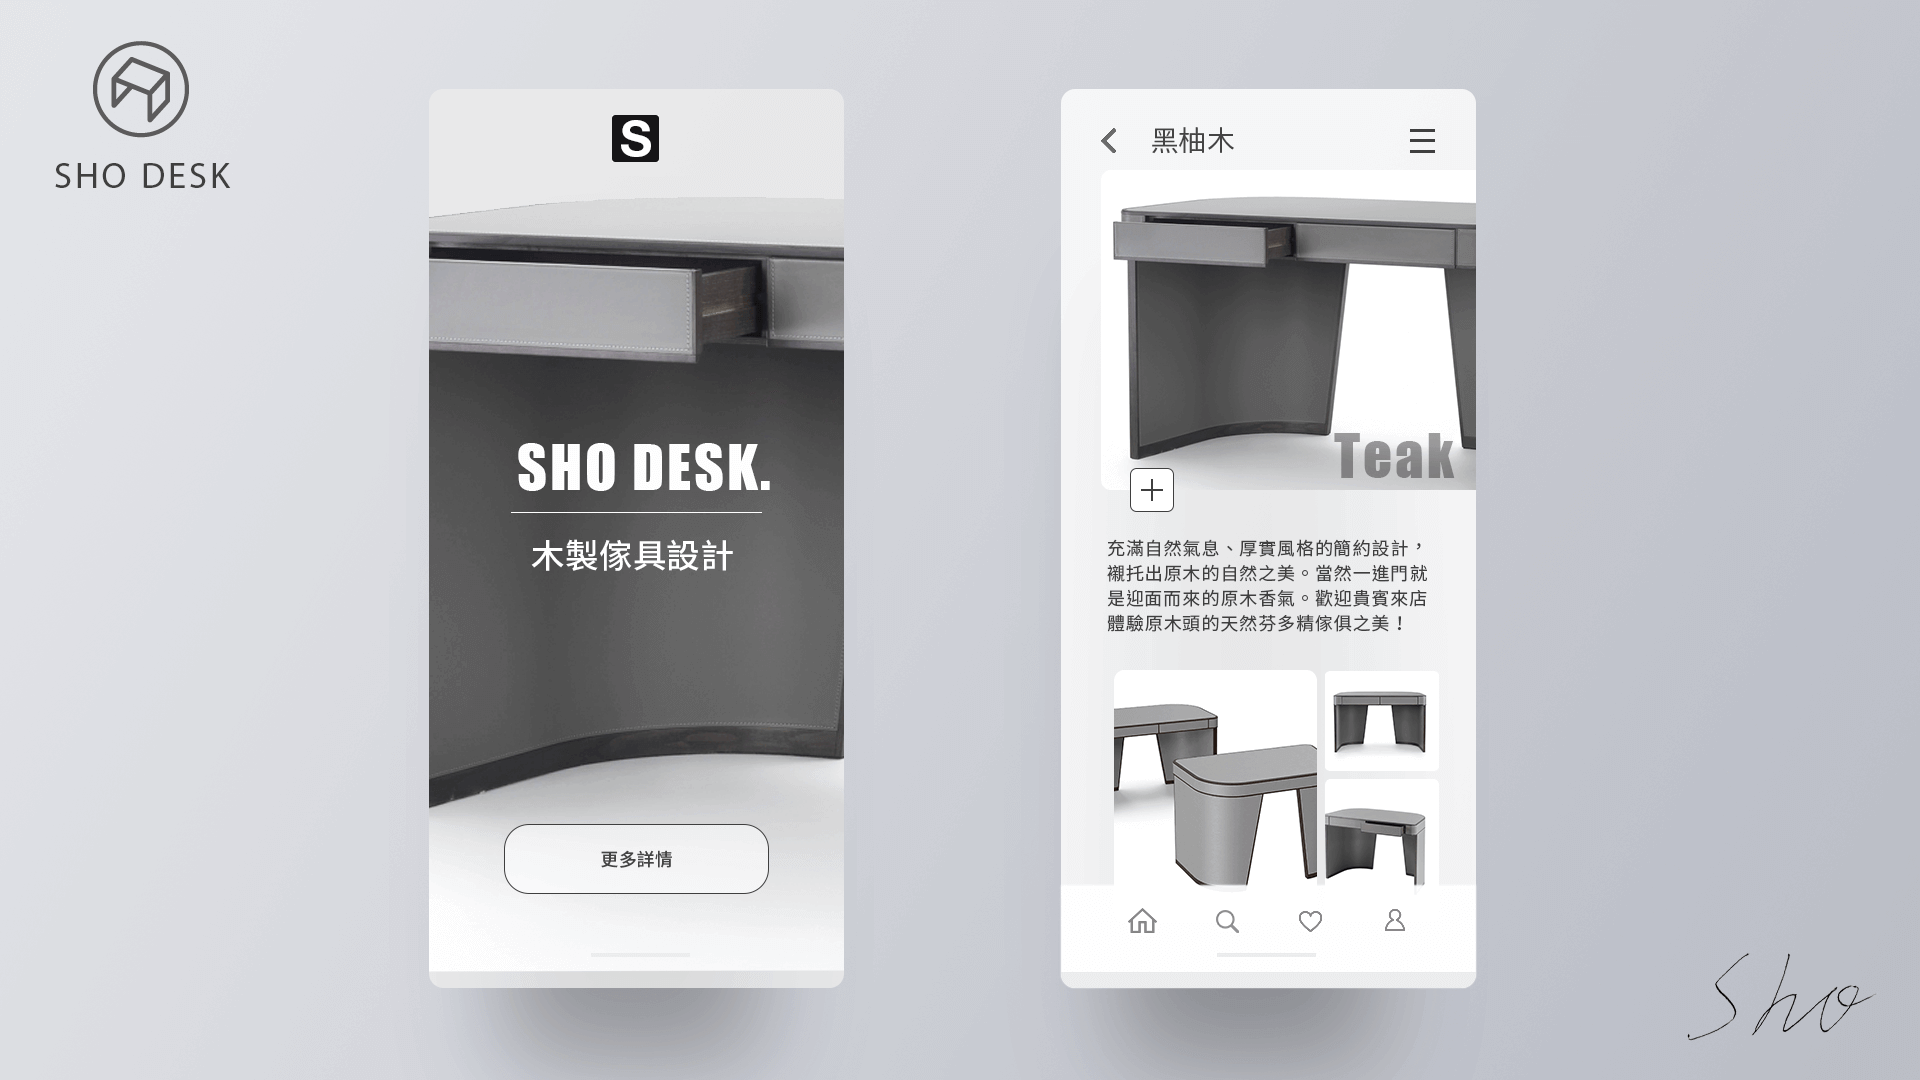 SHO DESK
S
SHO DESK.
木製傢具設計
更多詳情
黑柚木
Teak
充滿自然氣息、厚實風格的簡約設計，
襯托出原木的自然之美。當然一進門就
是迎面而來的原木香氣。歡迎貴賓來店
體驗原木頭的天然芬多精傢俱之美！
Sho